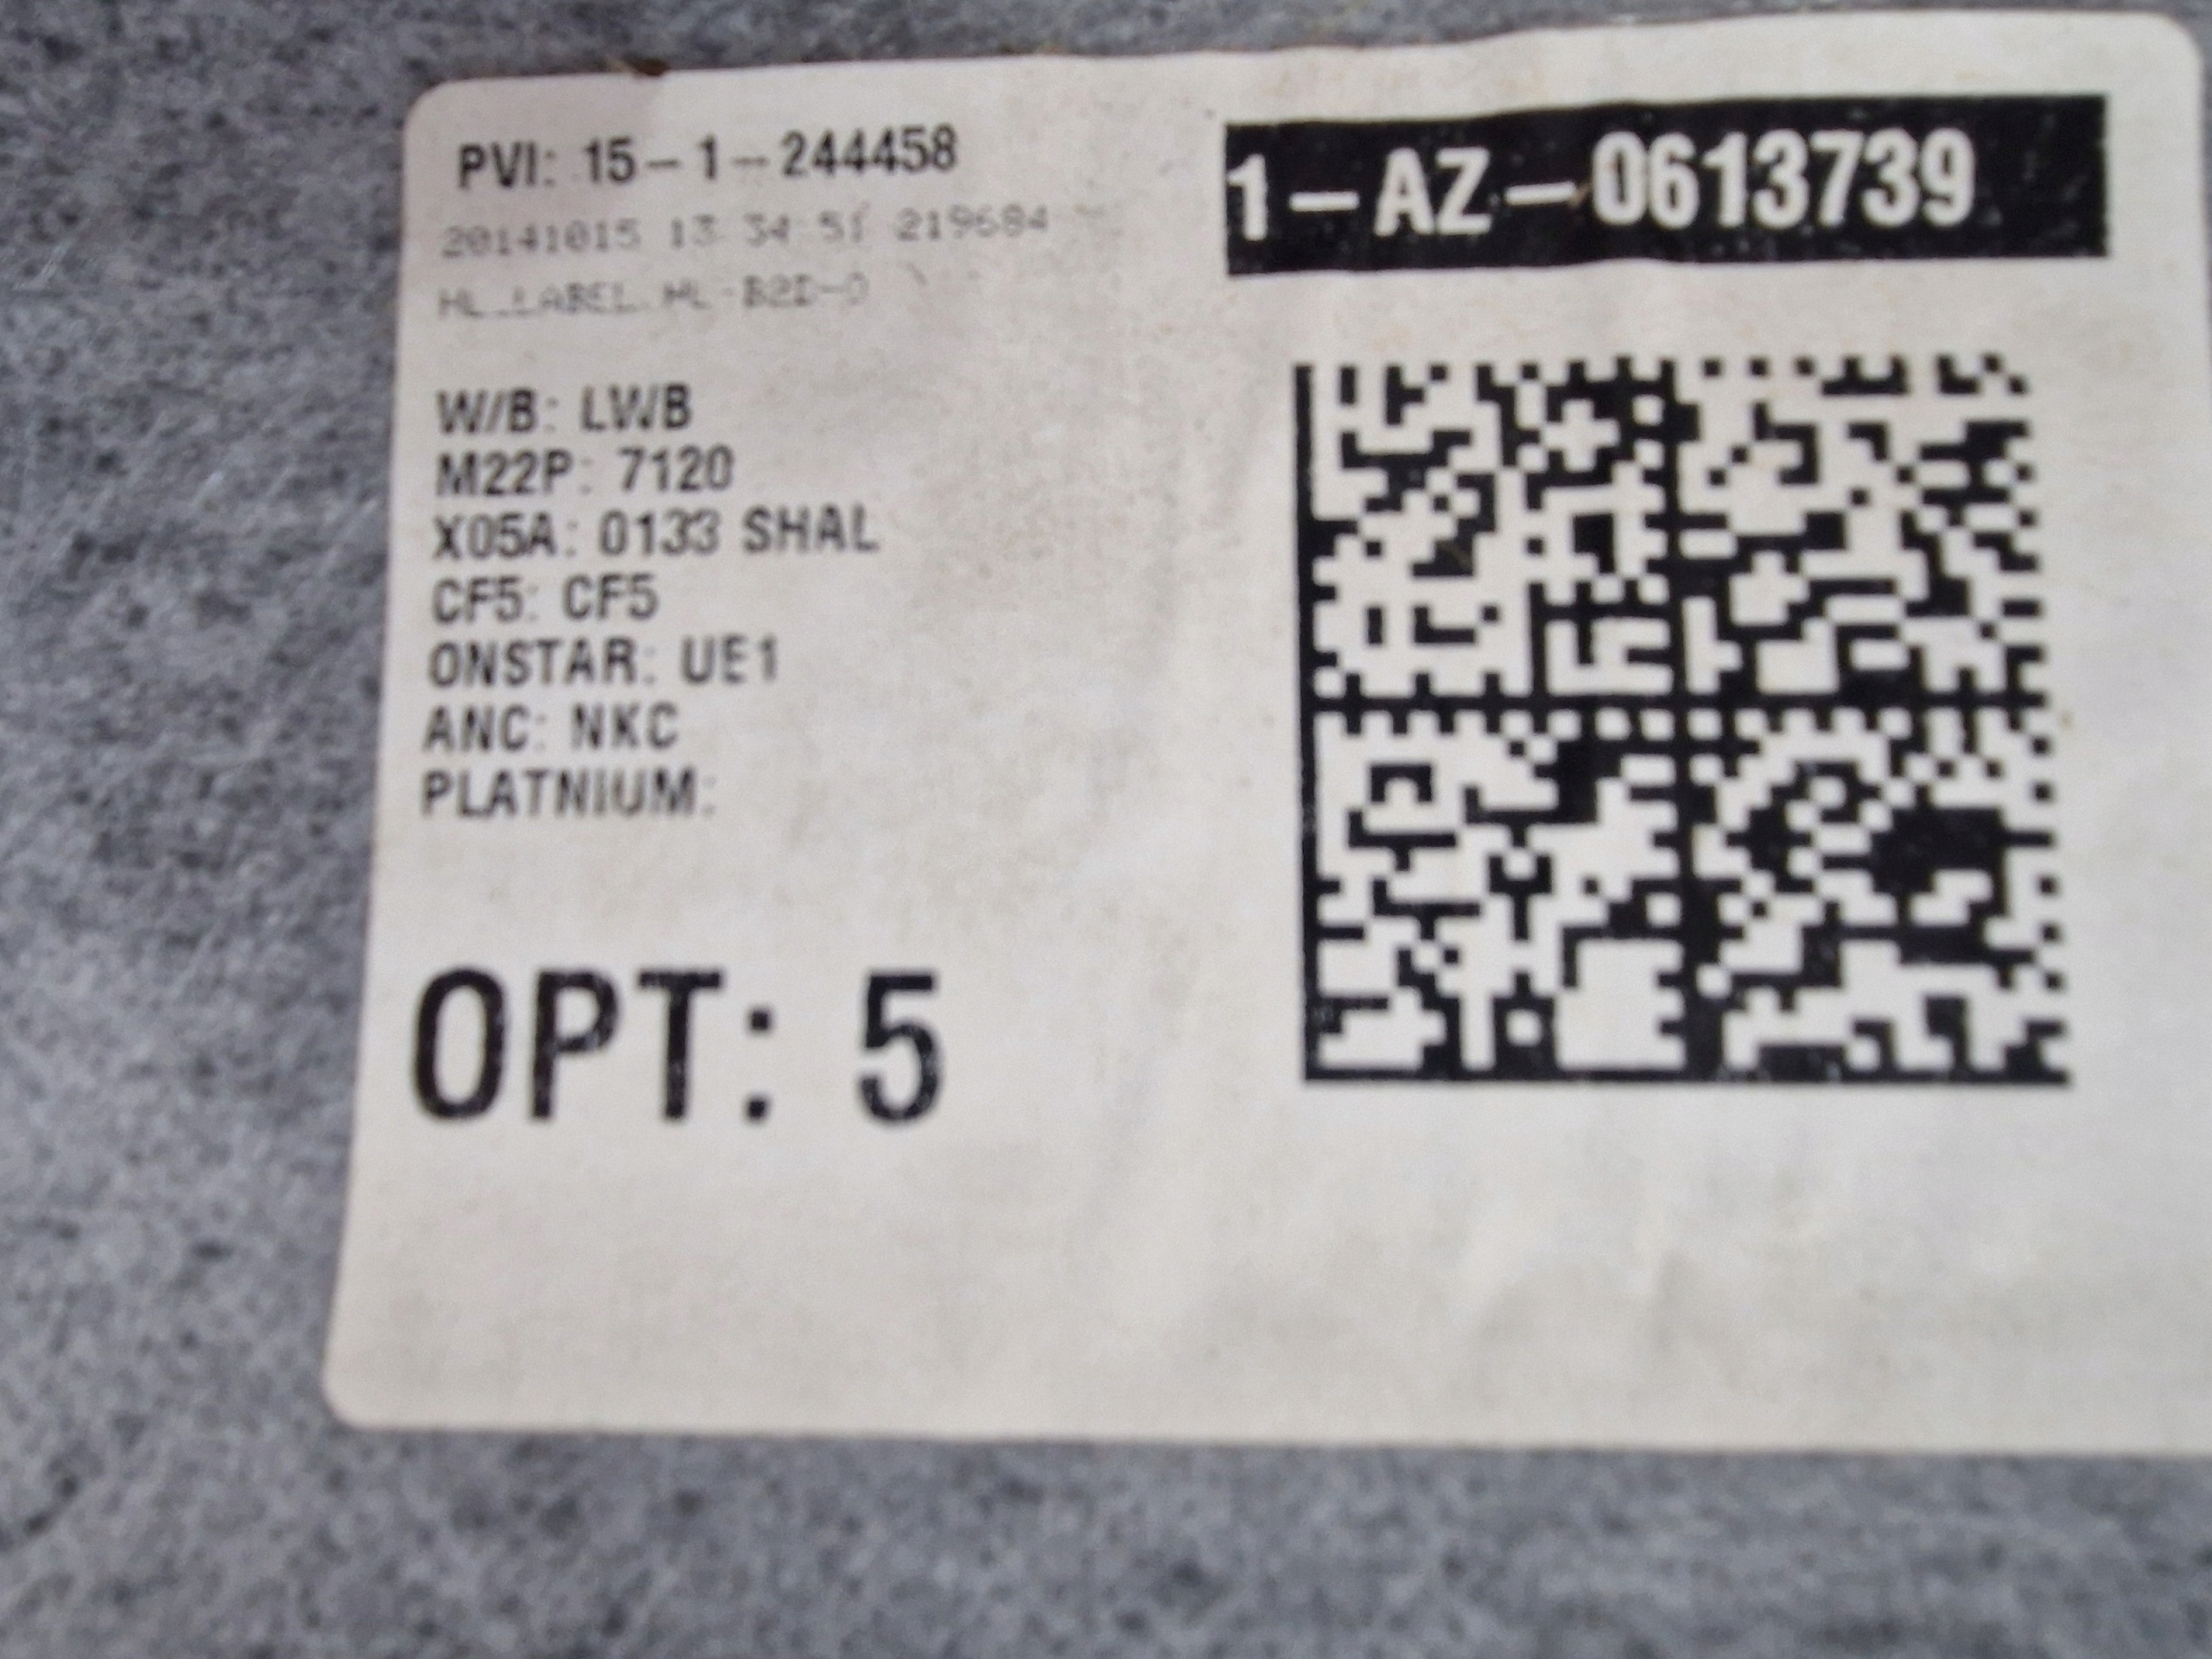 PVI: 15-1-244458
1-AZ-0613739
20141015 13 34 51 219684
HL_LABEL HL-B2D-0
W/B: LWB
M22P: 7120
X05A: 0133 SHAL
CF5: CF5
ONSTAR: UE1
ANC: NKC
PLATNIUM:
OPT: 5